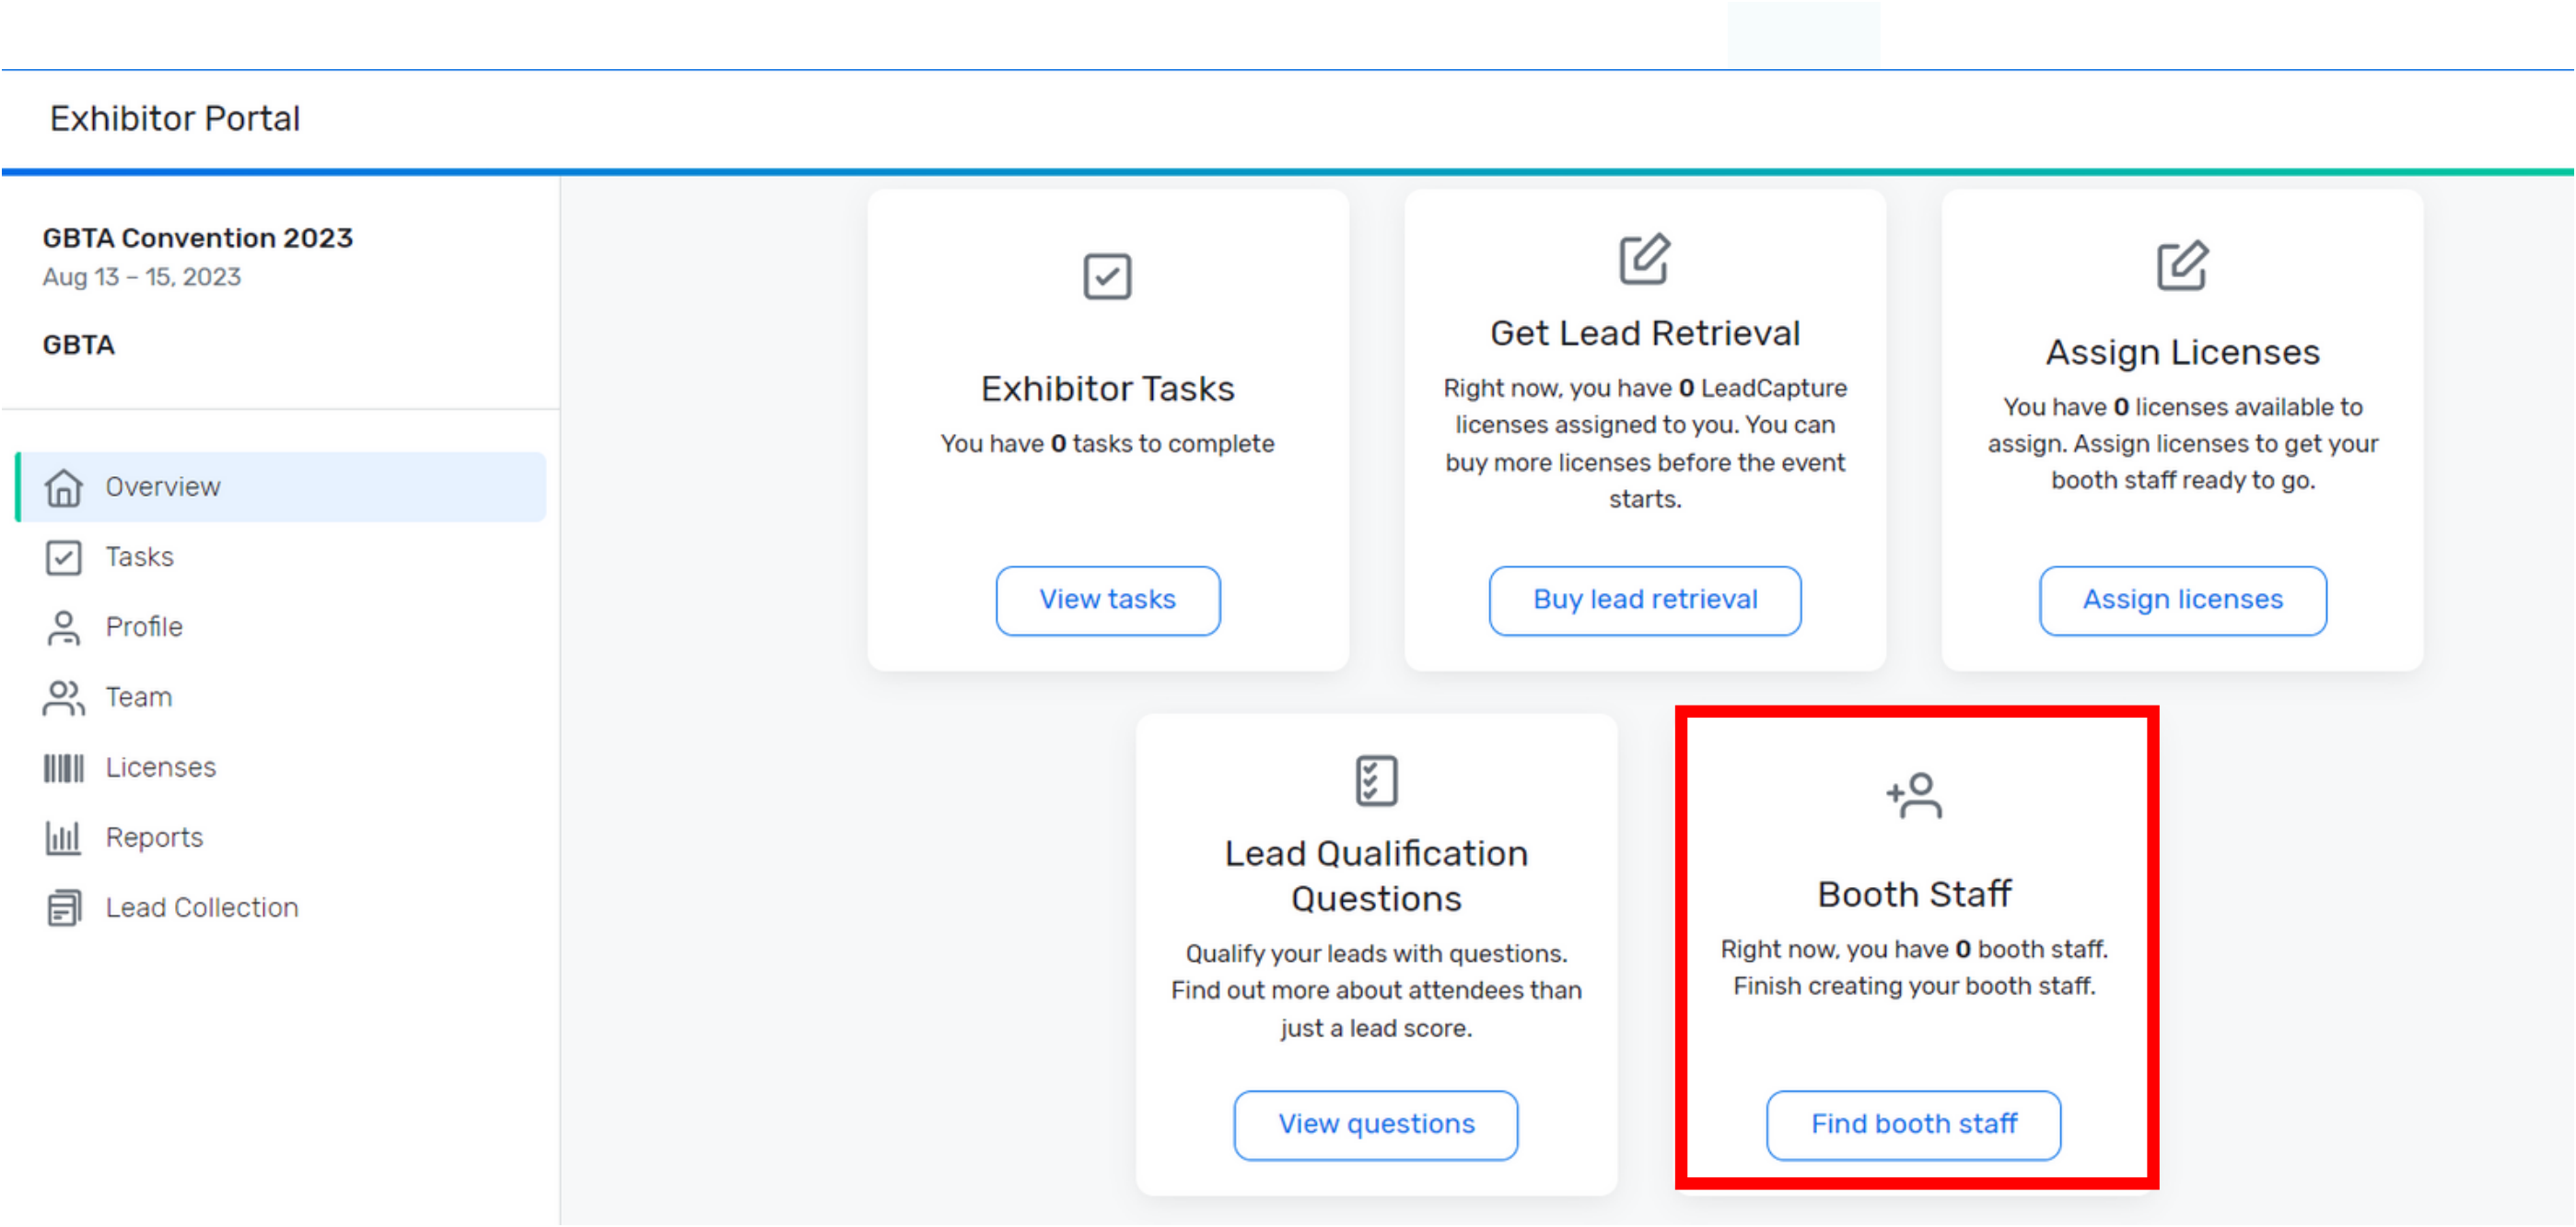 Exhibitor Portal
GBTA Convention 2023
Aug 13 – 15, 2023
GBTA
Overview
Tasks
Profile
Team
Licenses
Reports
Lead Collection
Exhibitor Tasks
You have 0 tasks to complete
View tasks
Get Lead Retrieval
Right now, you have 0 LeadCapture
licenses assigned to you. You can
buy more licenses before the event
starts.
Buy lead retrieval
Assign Licenses
You have 0 licenses available to
assign. Assign licenses to get your
booth staff ready to go.
Assign licenses
Lead Qualification
Questions
Qualify your leads with questions.
Find out more about attendees than
just a lead score.
View questions
Booth Staff
Right now, you have 0 booth staff.
Finish creating your booth staff.
Find booth staff